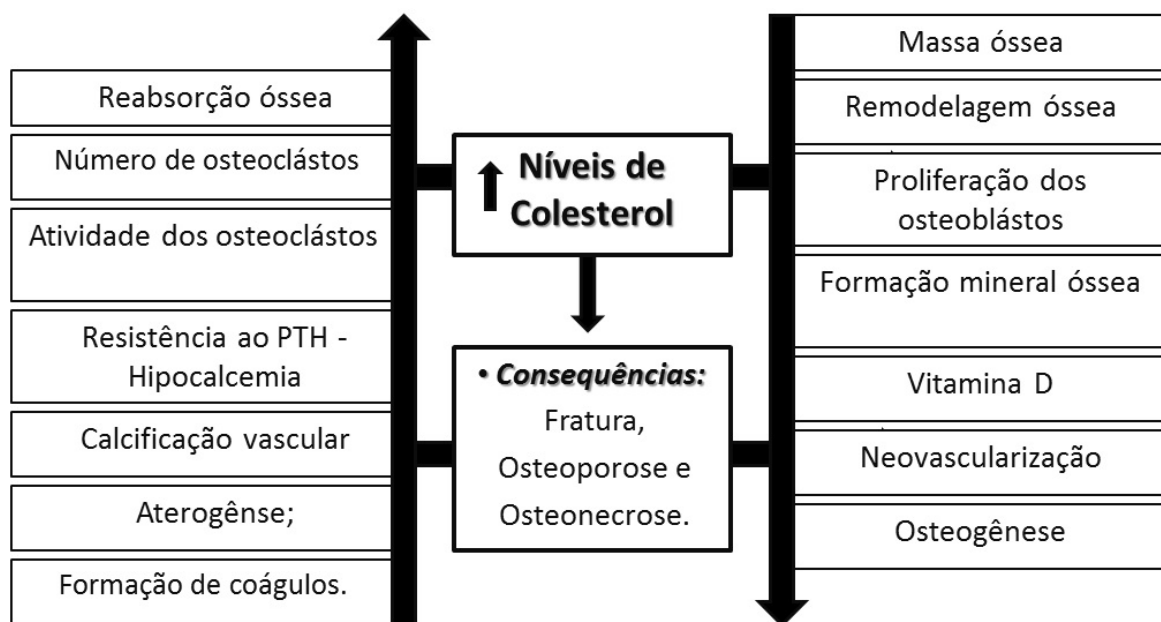 Reabsorção óssea
Número de osteoclástos
Atividade dos osteoclástos
Resistência ao PTH -
Hipocalcemia
Calcificação vascular
Aterogênse;
Formação de coágulos.
Níveis de
Colesterol
• Consequências:
Fratura,
Osteoporose e
Osteonecrose.
Massa óssea
Remodelagem óssea
Proliferação dos
osteoblástos
Formação mineral óssea
Vitamina D
Neovascularização
Osteogênese